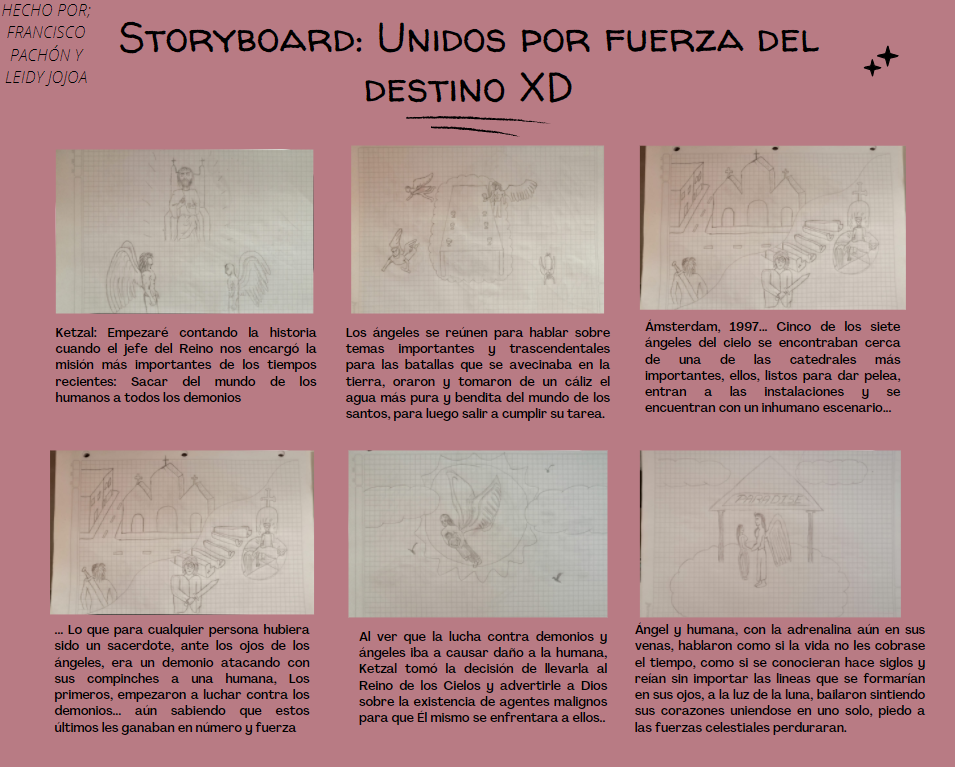 HECHO POR;
FRANCISCO
PACHÓN Y
LEIDY JOJOA
STORYBOARD: UNIDOS POR FUERZA DEL
DESTINO XD
Ketzal: Empezaré contando la historia
cuando el jefe del Reino nos encargó la
misión más importantes de los tiempos
recientes: Sacar del mundo de los
humanos a todos los demonios
Los ángeles se reúnen para hablar sobre
temas importantes y trascendentales
para las batallas que se avecinaba en la
tierra, oraron y tomaron de un cáliz el
agua más pura y bendita del mundo de los
santos, para luego salir a cumplir su tarea.
Ámsterdam, 1997... Cinco de los siete
ángeles del cielo se encontraban cerca
de una de las catedrales más
importantes, ellos, listos para dar pelea,
entran a las instalaciones y se
encuentran con un inhumano escenario...
... Lo que para cualquier persona hubiera
sido un sacerdote, ante los ojos de los
ángeles, era un demonio atacando con
sus compinches a una humana, Los
primeros, empezaron a luchar contra los
demonios... aún sabiendo que estos
últimos les ganaban en número y fuerza
Al ver que la lucha contra demonios y
ángeles iba a causar daño a la humana,
Ketzal tomó la decisión de llevarla al
Reino de los Cielos y advertirle a Dios
sobre la existencia de agentes malignos
para que Él mismo se enfrentara a ellos..
Ángel y humana, con la adrenalina aún en sus
venas, hablaron como si la vida no les cobrase
el tiempo, como si se conocieran hace siglos y
reían sin importar las lineas que se formarían
en sus ojos, a la luz de la luna, bailaron sintiendo
sus corazones uniendose en uno solo, piedo a
las fuerzas celestiales perduraran.